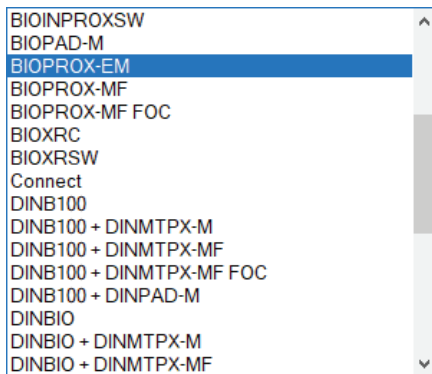 BIOINPROXSW
BIOPAD-M
BIOPROX-EM
BIOPROX-MF
BIOPROX-MF FOC
BIOXRC
BIOXRSW
Connect
DINB100
DINB100 + DINMTPX-M
DINB100 + DINMTPX-MF
DINB100 + DINMTPX-MF FOC
DINB100 + DINPAD-M
DINBIO
DINBIO + DINMTPX-M
DINBIO + DINMTPX-MF